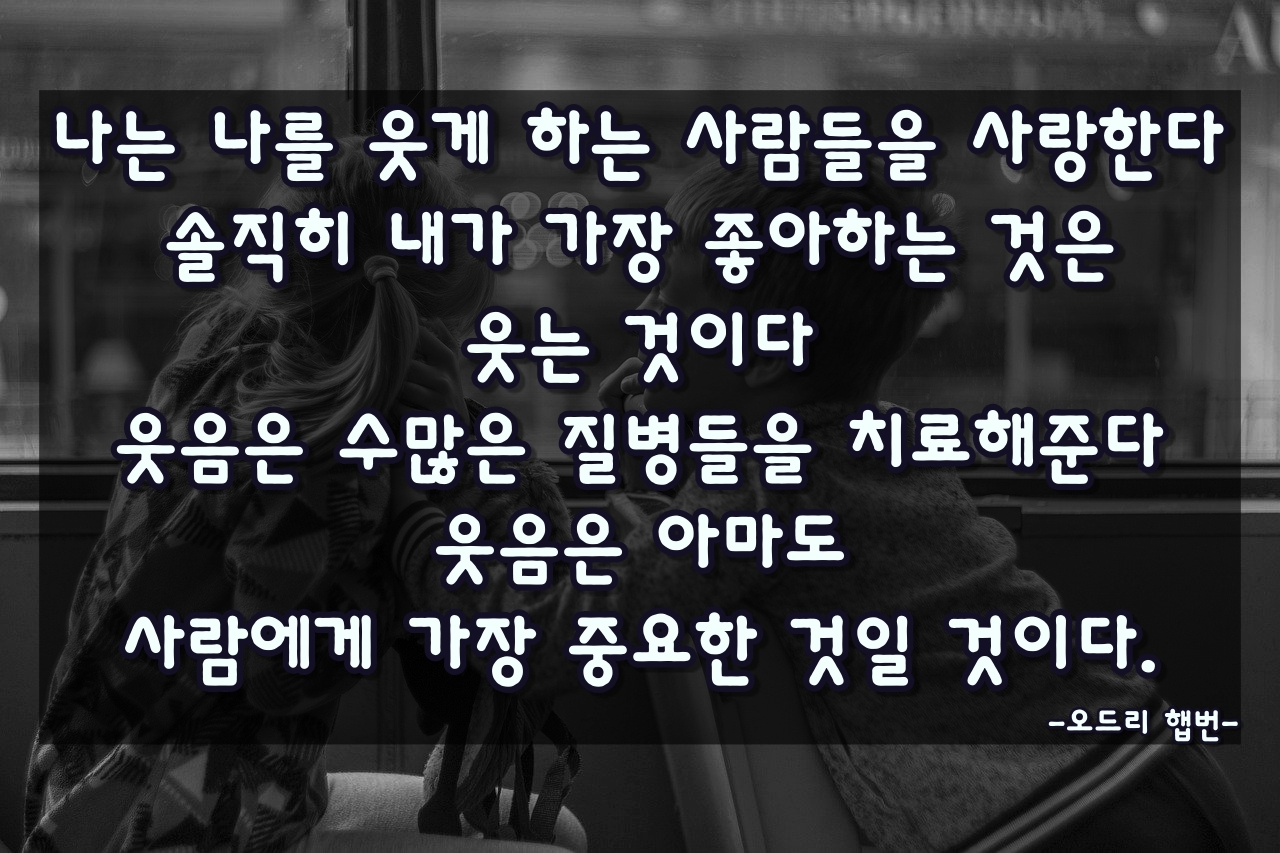 나는 나를 웃게 하는 사람들을 사랑한다
솔직히 내가 가장 좋아하는 것은
웃는 것이다
웃음은 수많은 질병들을 치료해준다
웃음은 아마도
사람에게 가장 중요한 것일 것이다.
-오드리 햅번-